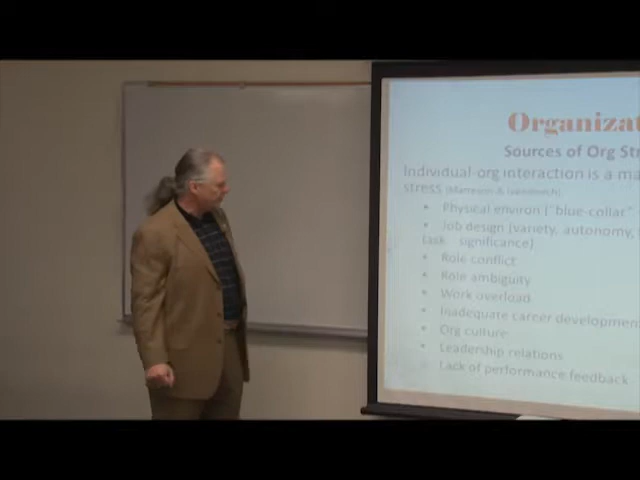 Organizat
Sources of Org Str
Individual-org interaction is a ma
stress (Matteson & Ivancevich)
• Physical environ ("blue-collar"
• Job design (variety, autonomy,
task significance)
• Role conflict
• Role ambiguity
• Work overload
• Inadequate career developmen
• Org culture
• Leadership relations
• Lack of performance feedback